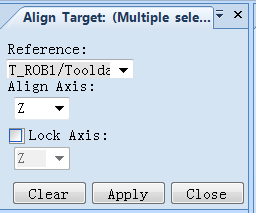 Align Target: (Multiple sele...
Reference:
T_ROB1/Toolda
Align Axis:
Z
Lock Axis:
Z
Clear Apply Close